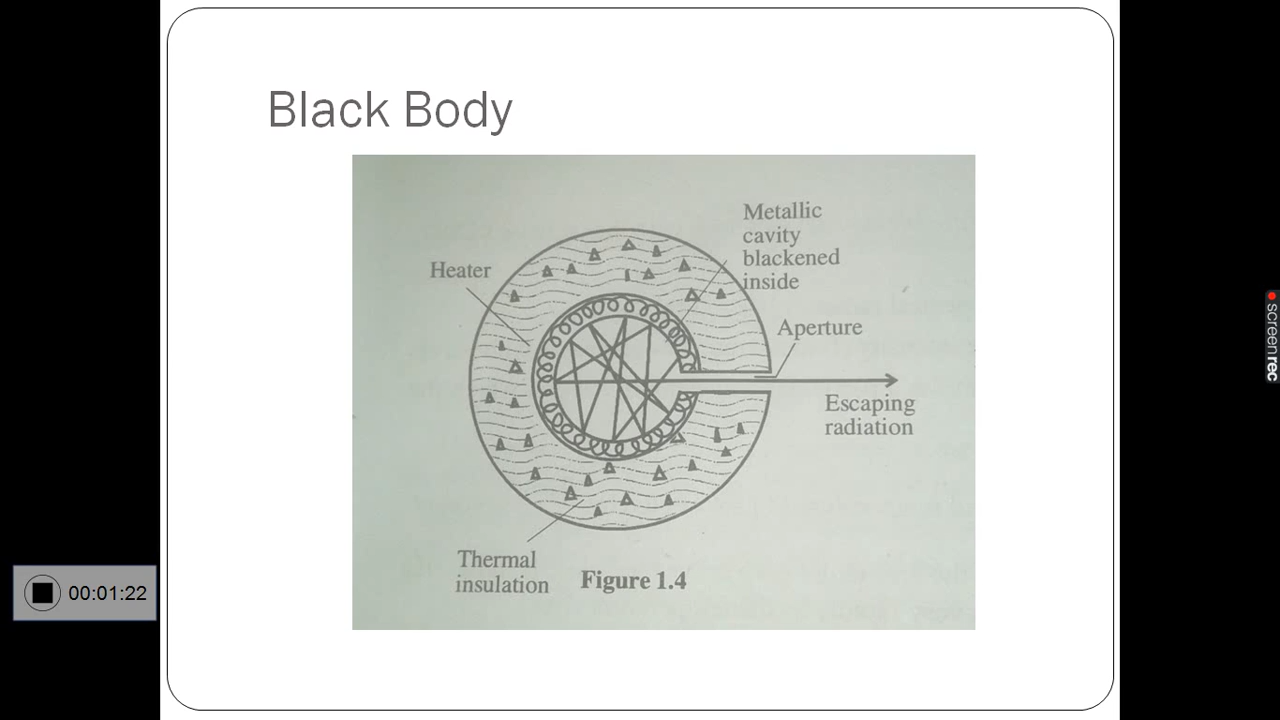 Black Body
Metallic
cavity
blackened
inside
Heater
Aperture
Escaping
radiation
Thermal
insulation
Figure 1.4
00:01:22
screenrec